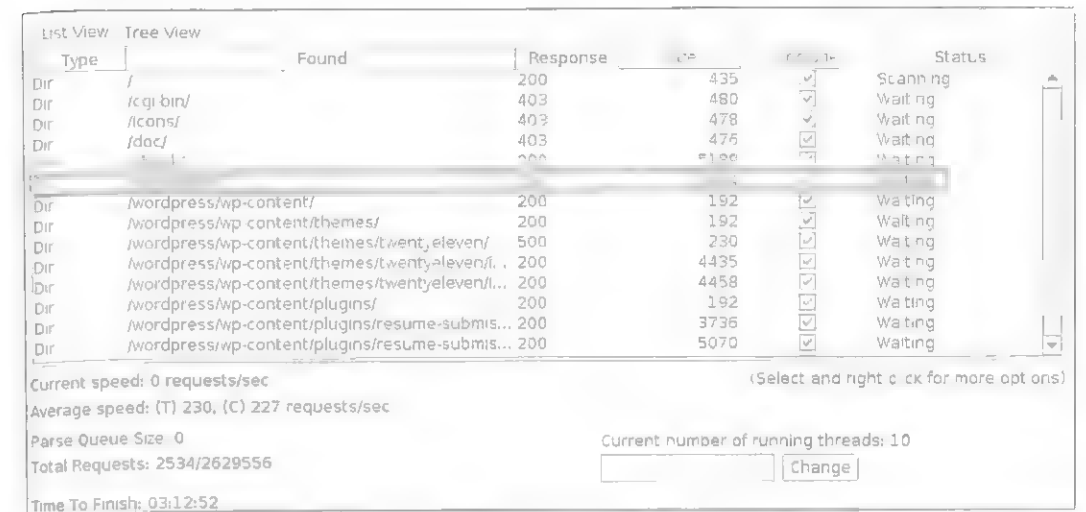 List View Tree View
Type Found Response Status
Dir / 200 435 Scanning
Dir /cgi-bin/ 403 480 Waiting
Dir /icons/ 403 478 Waiting
Dir /doc/ 403 476 Waiting
200 Waiting
Dir /wordpress/wp-content/ 200 192 Waiting
Dir /wordpress/wp-content/themes/ 200 192 Waiting
Dir /wordpress/wp-content/themes/twentyeleven/ 500 230 Waiting
Dir /wordpress/wp-content/themes/twentyeleven/i... 200 4435 Waiting
Dir /wordpress/wp-content/themes/twentyeleven/i... 200 4458 Waiting
Dir /wordpress/wp-content/plugins/ 200 192 Waiting
Dir /wordpress/wp-content/plugins/resume-submis... 200 3736 Waiting
Dir /wordpress/wp-content/plugins/resume-submis... 200 5070 Waiting
Current speed: 0 requests/sec (Select and right click for more options)
Average speed: (T) 230, (C) 227 requests/sec
Parse Queue Size: 0 Current number of running threads: 10
Total Requests: 2534/2629556 Change
Time To Finish: 03:12:52